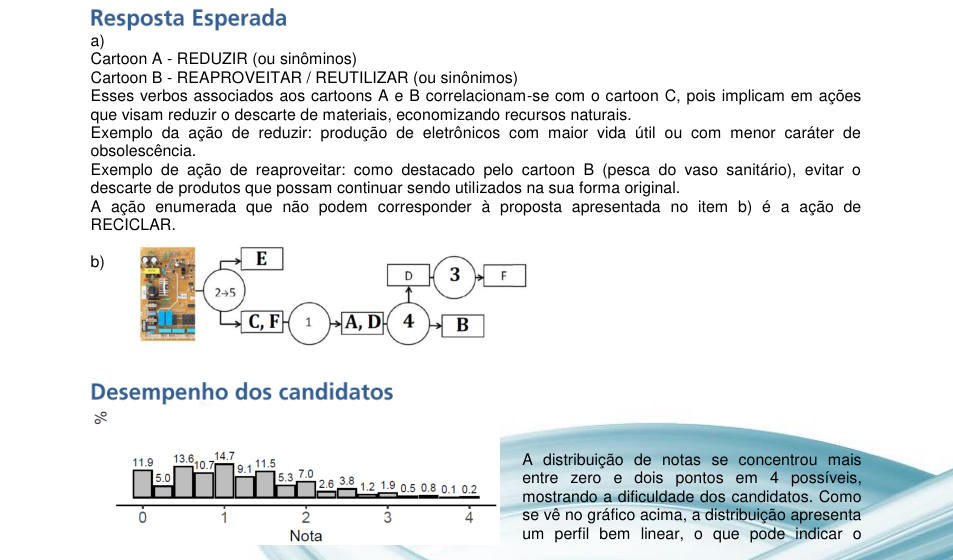 Resposta Esperada
a)
Cartoon A - REDUZIR (ou sinôminos)
Cartoon B - REAPROVEITAR / REUTILIZAR (ou sinônimos)
Esses verbos associados aos cartoons A e B correlacionam-se com o cartoon C, pois implicam em ações
que visam reduzir o descarte de materiais, economizando recursos naturais.
Exemplo da ação de reduzir: produção de eletrônicos com maior vida útil ou com menor caráter de
obsolescência.
Exemplo de ação de reaproveitar: como destacado pelo cartoon B (pesca do vaso sanitário), evitar o
descarte de produtos que possam continuar sendo utilizados na sua forma original.
A ação enumerada que não podem corresponder à proposta apresentada no item b) é a ação de
RECICLAR.
b)
E
2→5
C, F
1
A, D
4
B
D
3
F
Desempenho dos candidatos
%
11.9 5.0 13.6 10.7 14.7 9.1 11.5 5.3 7.0 2.6 3.8 1.2 1.9 0.5 0.8 0.1 0.2
0 1 2 3 4
Nota
A distribuição de notas se concentrou mais
entre zero e dois pontos em 4 possíveis,
mostrando a dificuldade dos candidatos. Como
se vê no gráfico acima, a distribuição apresenta
um perfil bem linear, o que pode indicar o